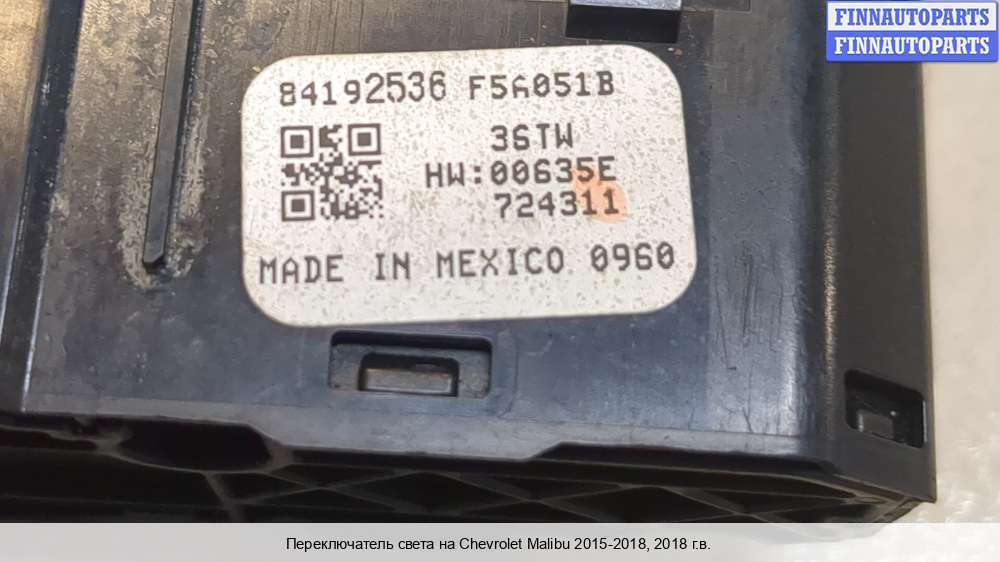 FINNAUTOPARTS
FINNAUTOPARTS
84192536 F5A051B
3STW
HW:00635E
724311
MADE IN MEXICO 0960
Переключатель света на Chevrolet Malibu 2015-2018, 2018 г.в.